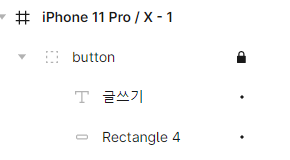 iPhone 11 Pro / X - 1
button
글쓰기
Rectangle 4